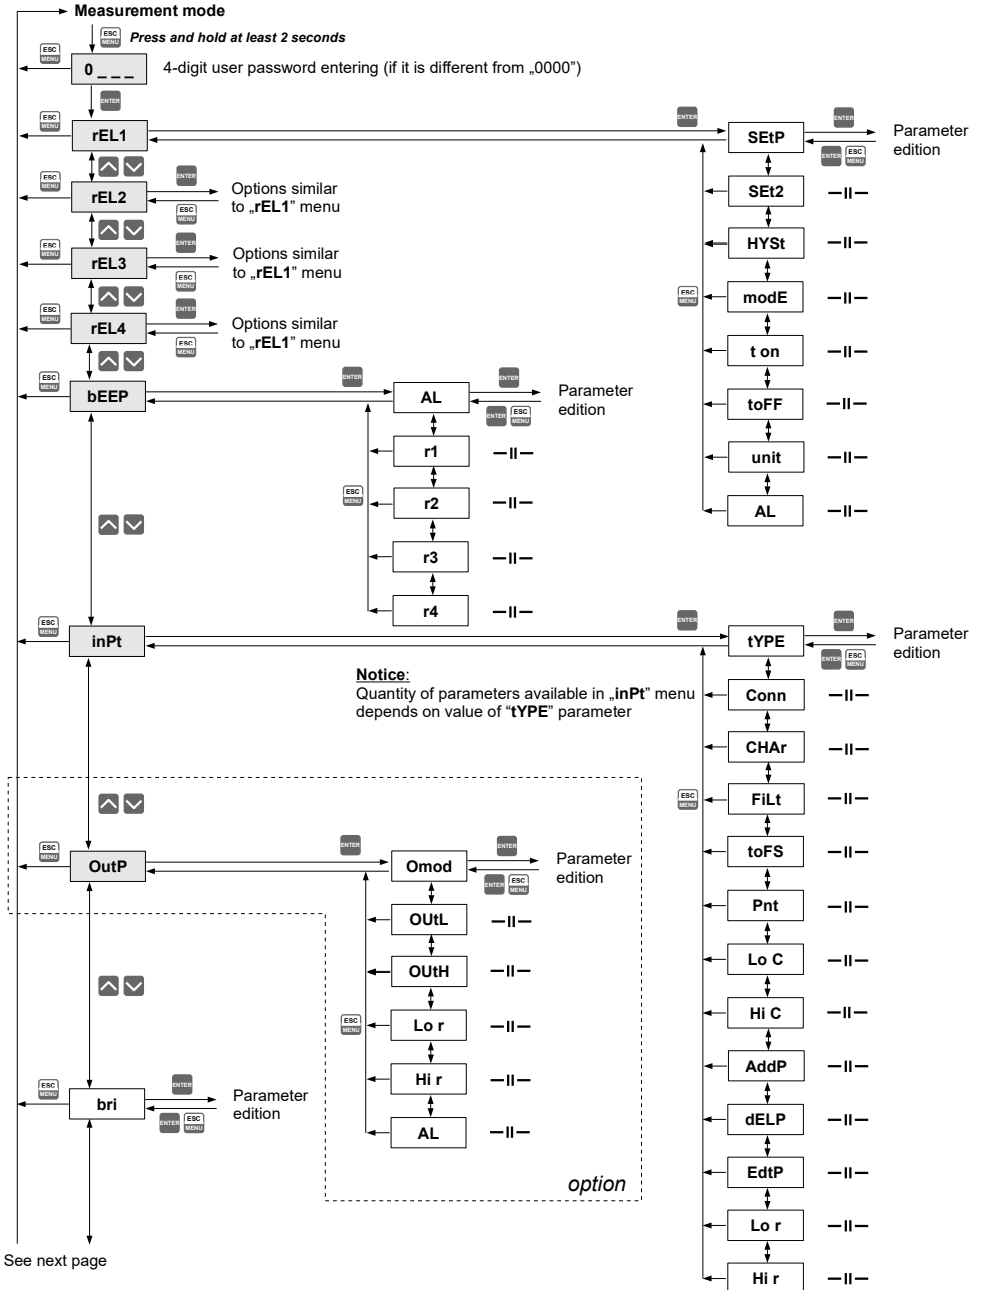 Measurement mode
ESC
MENU
Press and hold at least 2 seconds
ESC
MENU
0 _ _ _
4-digit user password entering (if it is different from „0000”)
ENTER
ESC
MENU
rEL1
ENTER
SEtP
ENTER
ENTER
ESC
MENU
Parameter
edition
ESC
MENU
rEL2
ENTER
ESC
MENU
Options similar
to „rEL1” menu
SEt2
—II—
ESC
MENU
rEL3
ENTER
ESC
MENU
Options similar
to „rEL1” menu
HYSt
—II—
ESC
MENU
modE
—II—
ESC
MENU
rEL4
ENTER
ESC
MENU
Options similar
to „rEL1” menu
t on
—II—
ESC
MENU
bEEP
ENTER
AL
ENTER
ENTER
ESC
MENU
Parameter
edition
toFF
—II—
r1
—II—
unit
—II—
ESC
MENU
r2
—II—
AL
—II—
r3
—II—
r4
—II—
ESC
MENU
inPt
ENTER
tYPE
ENTER
ENTER
ESC
MENU
Parameter
edition
Notice:
Quantity of parameters available in „inPt” menu
depends on value of “tYPE” parameter
Conn
—II—
CHAr
—II—
ESC
MENU
FiLt
—II—
toFS
—II—
Pnt
—II—
Lo C
—II—
Hi C
—II—
AddP
—II—
dELP
—II—
EdtP
—II—
Lo r
—II—
Hi r
—II—
ESC
MENU
OutP
ENTER
Omod
ENTER
ENTER
ESC
MENU
Parameter
edition
OUtL
—II—
OUtH
—II—
ESC
MENU
Lo r
—II—
Hi r
—II—
AL
—II—
option
ESC
MENU
bri
ENTER
ENTER
ESC
MENU
Parameter
edition
See next page